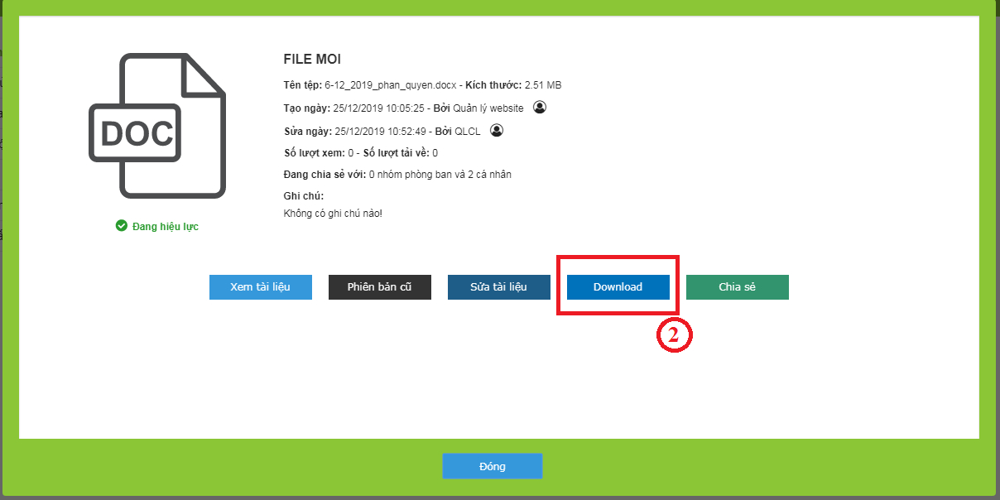 FILE MOI
DOC
Tên tệp: 6-12_2019_phan_quyen.docx - Kích thước: 2.51 MB
Tạo ngày: 25/12/2019 10:05:25 - Bởi Quản lý website
Sửa ngày: 25/12/2019 10:52:49 - Bởi QLCL
Số lượt xem: 0 - Số lượt tải về: 0
Đang chia sẻ với: 0 nhóm phòng ban và 2 cá nhân
Ghi chú:
Không có ghi chú nào!
Đang hiệu lực
Xem tài liệu
Phiên bản cũ
Sửa tài liệu
Download
Chia sẻ
2
Đóng